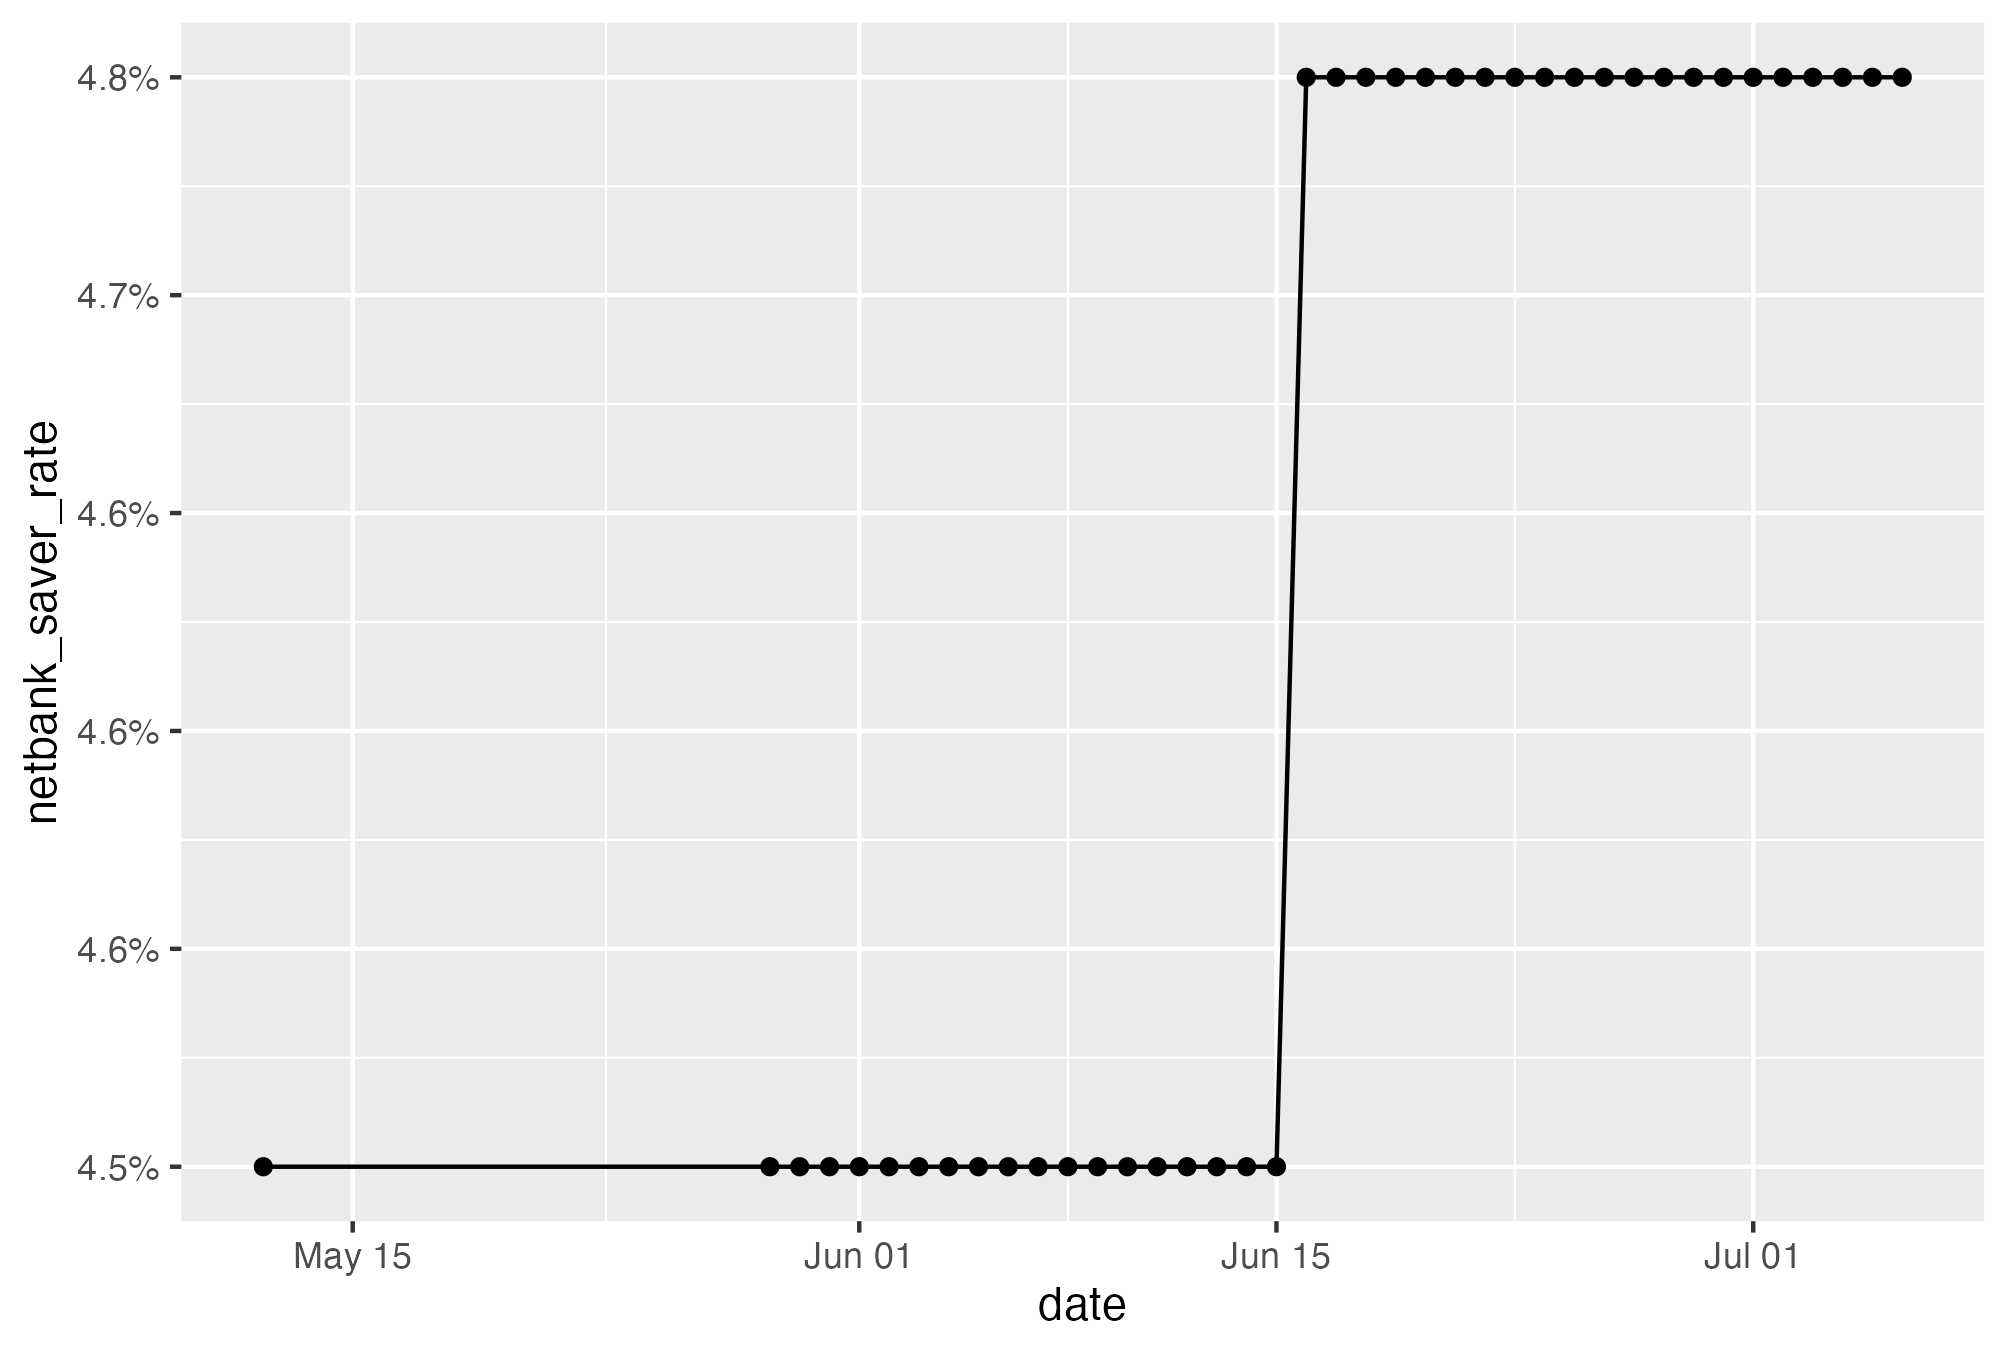 netbank_saver_rate
4.8%
4.7%
4.6%
4.6%
4.6%
4.5%
May 15
Jun 01
Jun 15
Jul 01
date